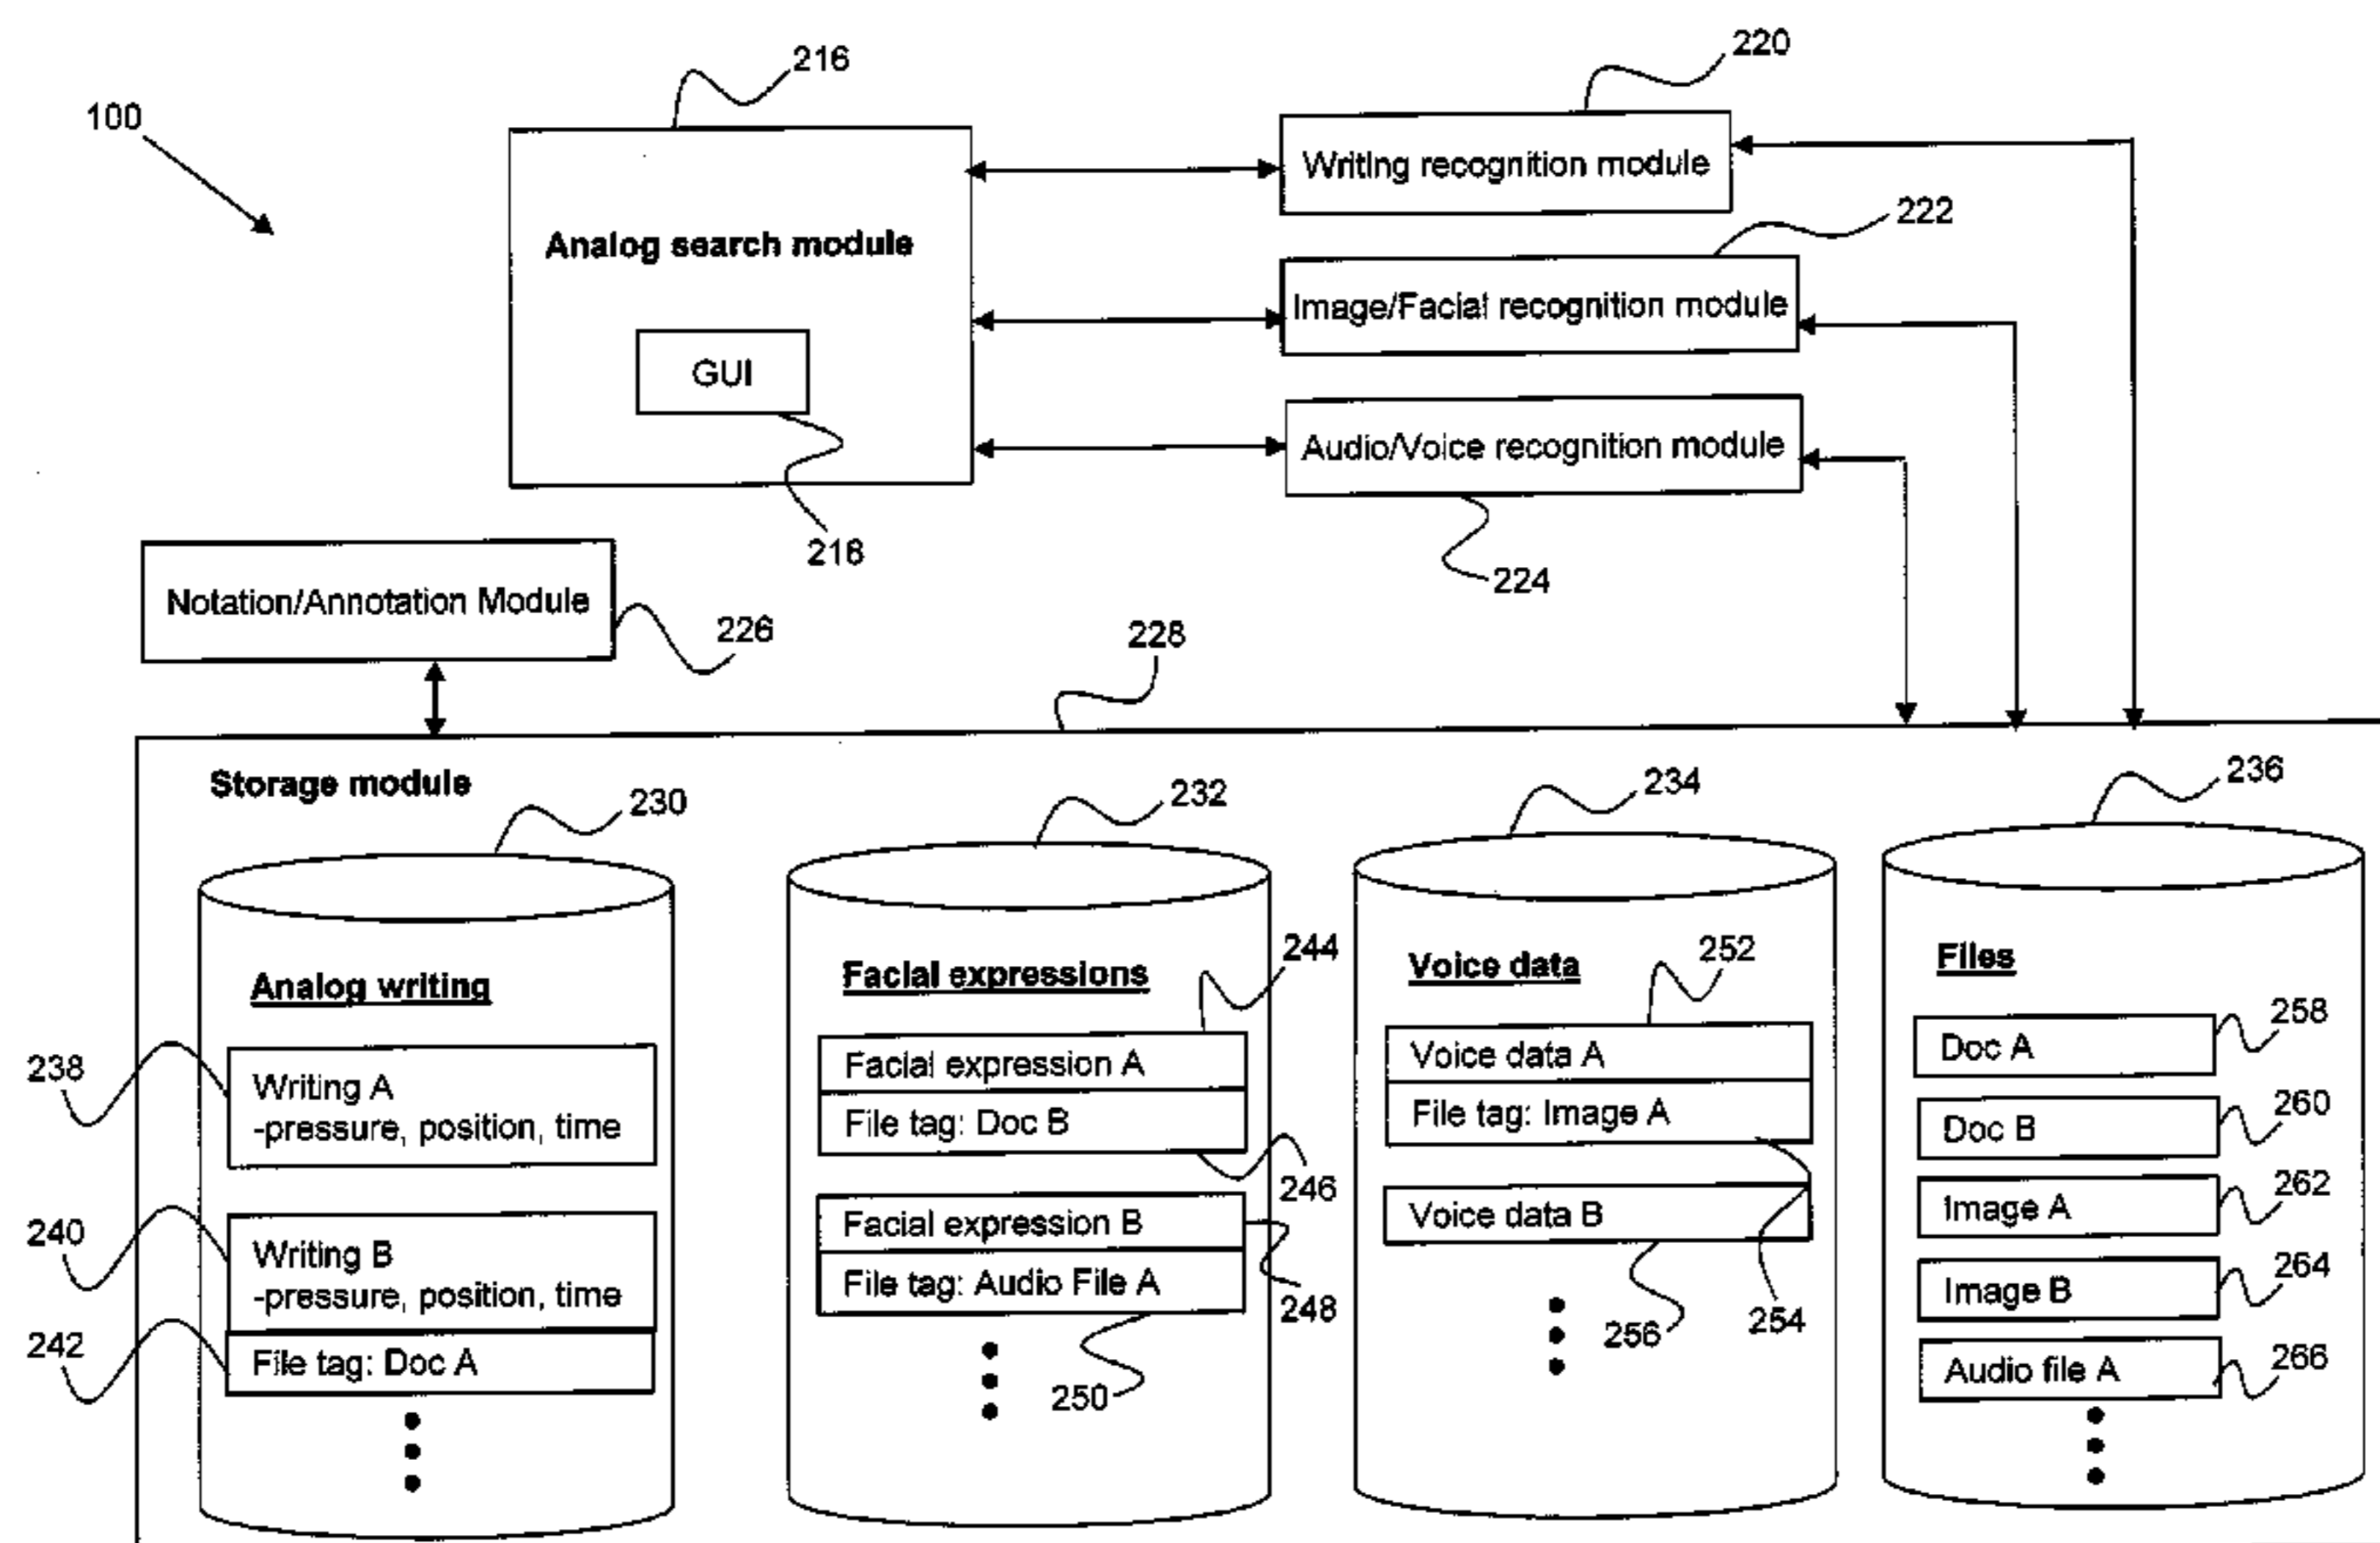 100
216
220
Writing recognition module
222
Analog search module
Image/Facial recognition module
GUI
Audio/Voice recognition module
218
224
Notation/Annotation Module
226
228
Storage module
230
232
234
236
Analog writing
Facial expressions
Voice data
Files
238
Writing A
-pressure, position, time
240
Writing B
-pressure, position, time
242
File tag: Doc A
244
Facial expression A
File tag: Doc B
246
Facial expression B
248
File tag: Audio File A
250
252
Voice data A
File tag: Image A
254
Voice data B
256
Doc A
258
Doc B
260
Image A
262
Image B
264
Audio file A
266